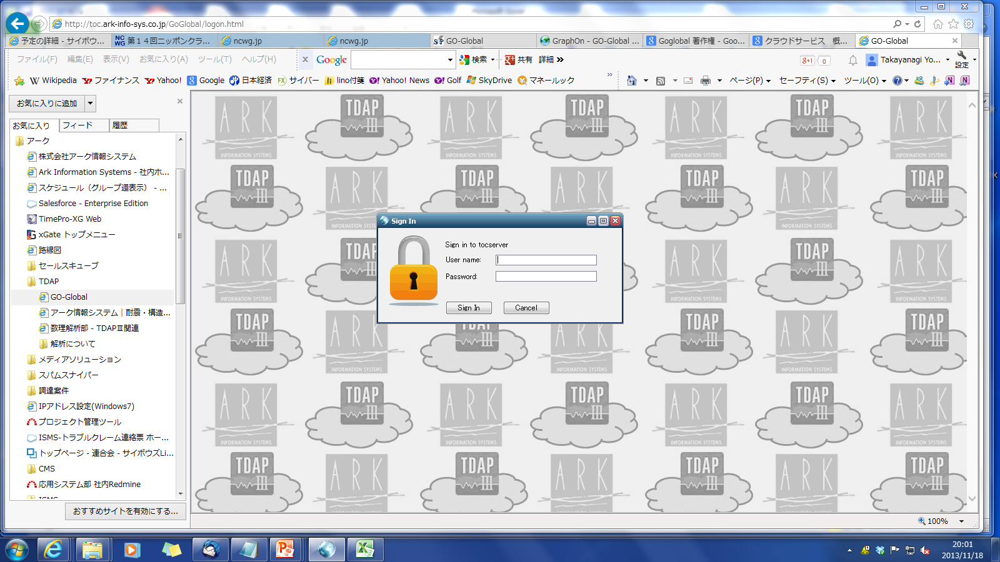 http://toc.ark-info-sys.co.jp/GoGlobal/logon.html
予定の詳細 - サイボウ...
NC WG 第１４回ニッポンクラ...
ncwg.jp
ncwg.jp
GO-Global
GraphOn - GO-Global ...
Goglobal 著作権 - Goo...
クラウドサービス 概...
GO-Global
ファイル(F) 編集(E) 表示(V) お気に入り(A) ツール(T) ヘルプ(H)
Google
検索
共有 詳細 »
g+1 0
Takayanagi Yo...
設定
Wikipedia ファイナンス Yahoo! Google 日本経済 サイバー lino付箋 Yahoo! News Golf SkyDrive マネールック
ページ(P) セーフティ(S) ツール(O)
お気に入りに追加
お気に入り フィード 履歴
アーク
株式会社アーク情報システム
Ark Information Systems - 社内ホ...
スケジュール（グループ週表示） - ...
Salesforce - Enterprise Edition
TimePro-XG Web
xGate トップメニュー
路線図
セールスキューブ
TDAP
GO-Global
アーク情報システム｜耐震・構造...
数理解析部 - TDAPⅢ関連
解析について
メディアソリューション
スパムスナイパー
調達案件
IPアドレス設定(Windows7)
プロジェクト管理ツール
ISMS-トラブルクレーム連絡票 ホー...
トップページ - 連合会 - サイボウズLi...
CMS
応用システム部 社内Redmine
おすすめサイトを有効にする...
ARK
INFORMATION SYSTEMS
TDAP
III
Sign In
Sign in to tocserver
User name:
Password:
Sign In
Cancel
100%
20:01
2013/11/18